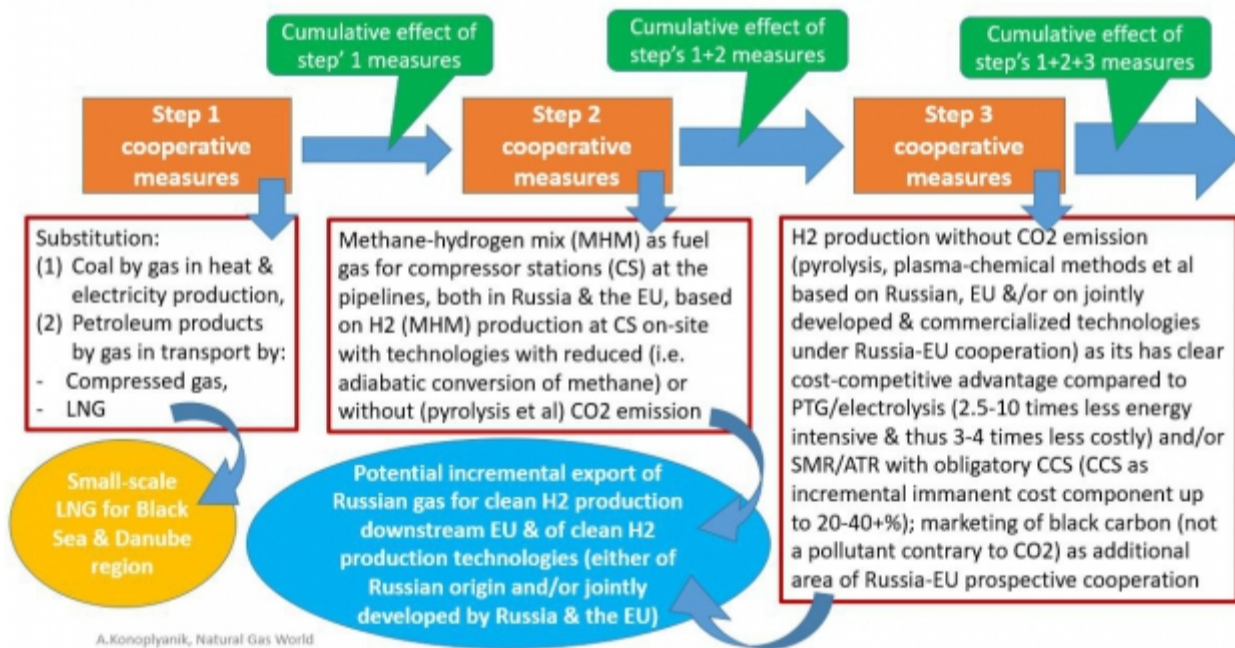 Cumulative effect of
step' 1 measures
Cumulative effect of
step's 1+2 measures
Cumulative effect of
step's 1+2+3 measures
Step 1
cooperative
measures
Step 2
cooperative
measures
Step 3
cooperative
measures
Substitution:
(1) Coal by gas in heat &
electricity production,
(2) Petroleum products
by gas in transport by:
- Compressed gas,
- LNG
Methane-hydrogen mix (MHM) as fuel
gas for compressor stations (CS) at the
pipelines, both in Russia & the EU, based
on H2 (MHM) production at CS on-site
with technologies with reduced (i.e.
adiabatic conversion of methane) or
without (pyrolysis et al) CO2 emission
H2 production without CO2 emission
(pyrolysis, plasma-chemical methods et al
based on Russian, EU &/or on jointly
developed & commercialized technologies
under Russia-EU cooperation) as its has clear
cost-competitive advantage compared to
PTG/electrolysis (2.5-10 times less energy
intensive & thus 3-4 times less costly) and/or
SMR/ATR with obligatory CCS (CCS as
incremental immanent cost component up
to 20-40+%); marketing of black carbon (not
a pollutant contrary to CO2) as additional
area of Russia-EU prospective cooperation
Small-scale
LNG for Black
Sea & Danube
region
Potential incremental export of
Russian gas for clean H2 production
downstream EU & of clean H2
production technologies (either of
Russian origin and/or jointly
developed by Russia & the EU)
A.Konoplyanik, Natural Gas World